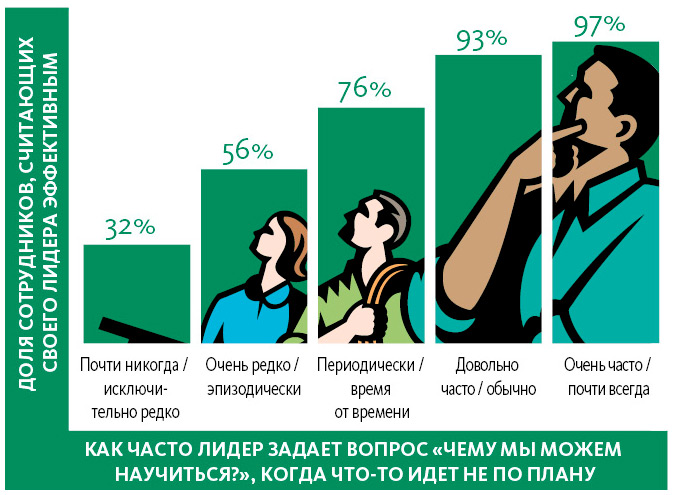 ДОЛЯ СОТРУДНИКОВ, СЧИТАЮЩИХ
СВОЕГО ЛИДЕРА ЭФФЕКТИВНЫМ
32%
56%
76%
93%
97%
Почти никогда /
исключи-
тельно редко
Очень редко /
эпизодически
Периодически /
время
от времени
Довольно
часто / обычно
Очень часто /
почти всегда
КАК ЧАСТО ЛИДЕР ЗАДАЕТ ВОПРОС «ЧЕМУ МЫ МОЖЕМ
НАУЧИТЬСЯ?», КОГДА ЧТО-ТО ИДЕТ НЕ ПО ПЛАНУ